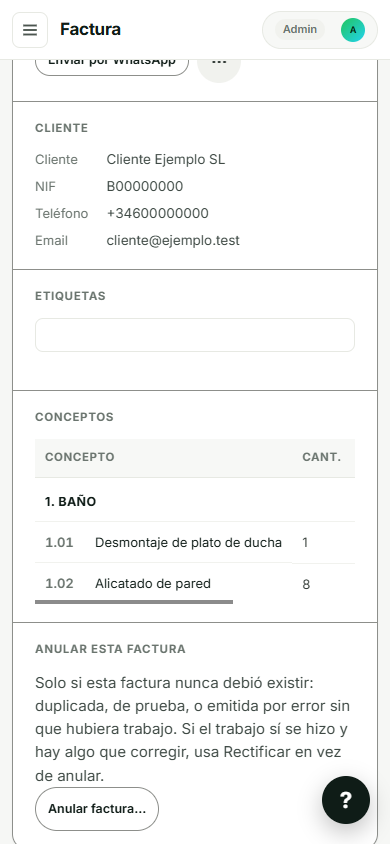 Factura
Admin
A
Enviar por WhatsApp
...
CLIENTE
Cliente Cliente Ejemplo SL
NIF B00000000
Teléfono +34600000000
Email cliente@ejemplo.test
ETIQUETAS
CONCEPTOS
CONCEPTO CANT.
1. BAÑO
1.01 Desmontaje de plato de ducha 1
1.02 Alicatado de pared 8
ANULAR ESTA FACTURA
Solo si esta factura nunca debió existir:
duplicada, de prueba, o emitida por error sin
que hubiera trabajo. Si el trabajo sí se hizo y
hay algo que corregir, usa Rectificar en vez
de anular.
Anular factura...
?